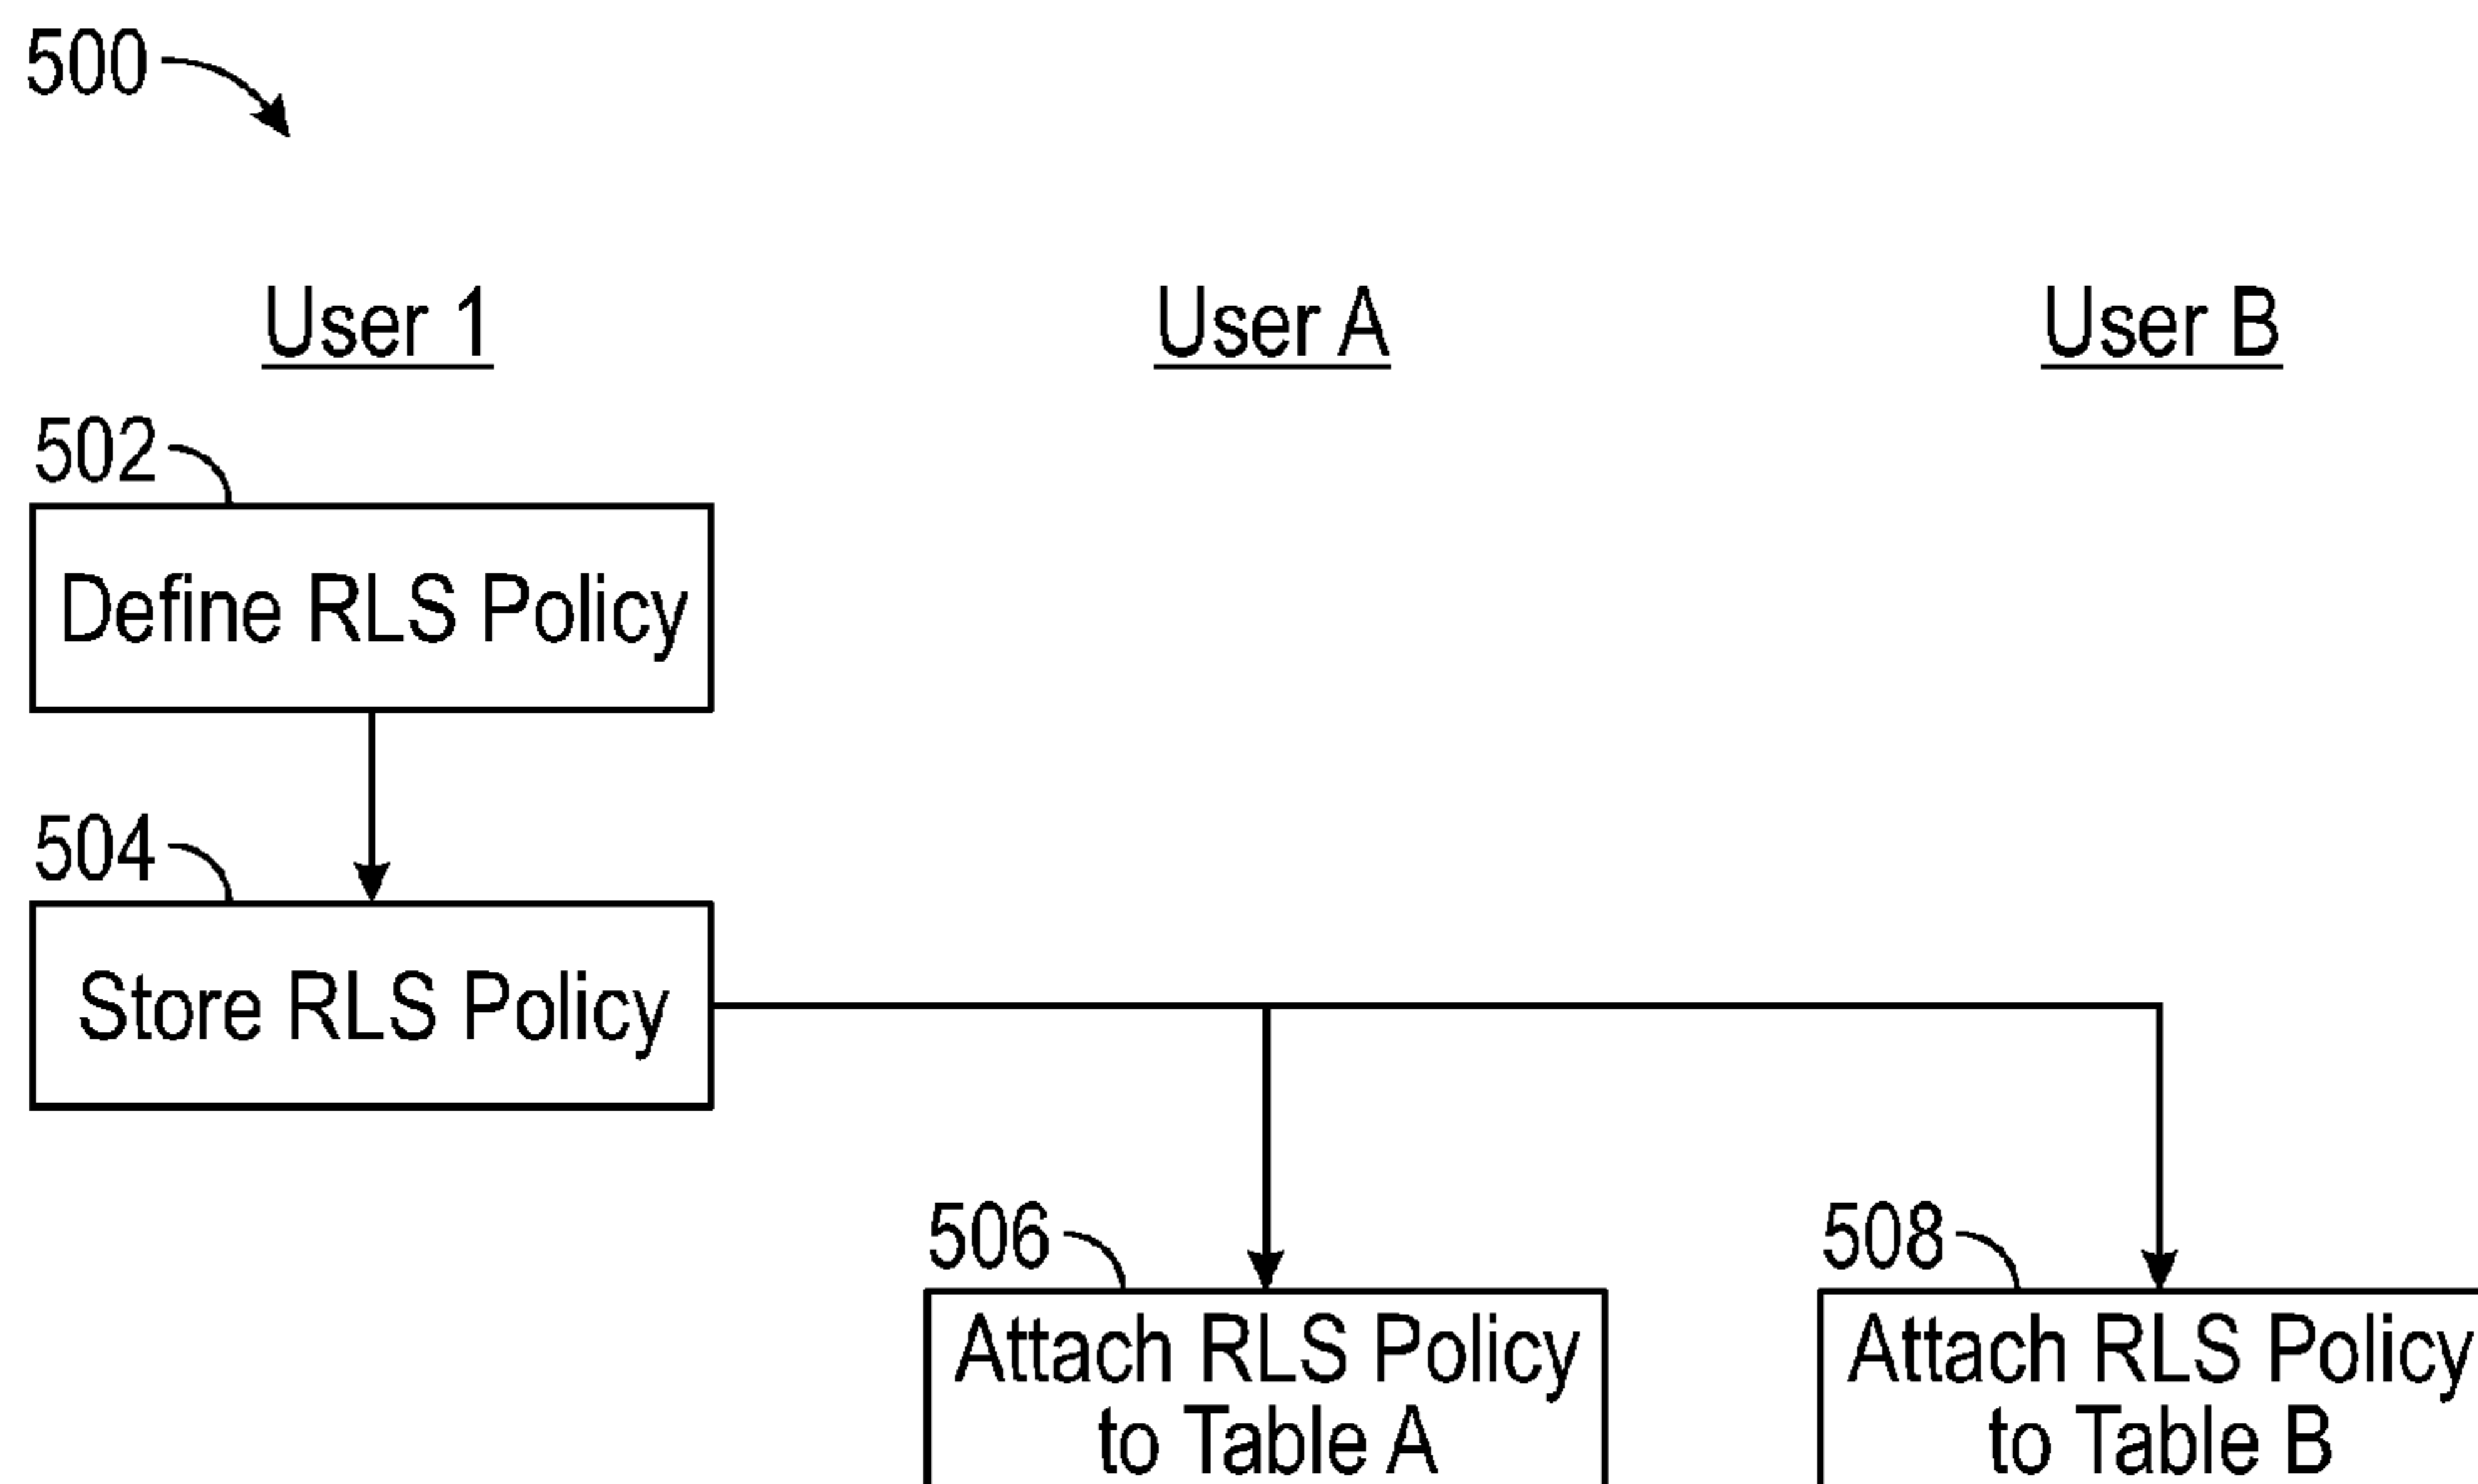 500
User 1
User A
User B
502
Define RLS Policy
504
Store RLS Policy
506
Attach RLS Policy
to Table A
508
Attach RLS Policy
to Table B